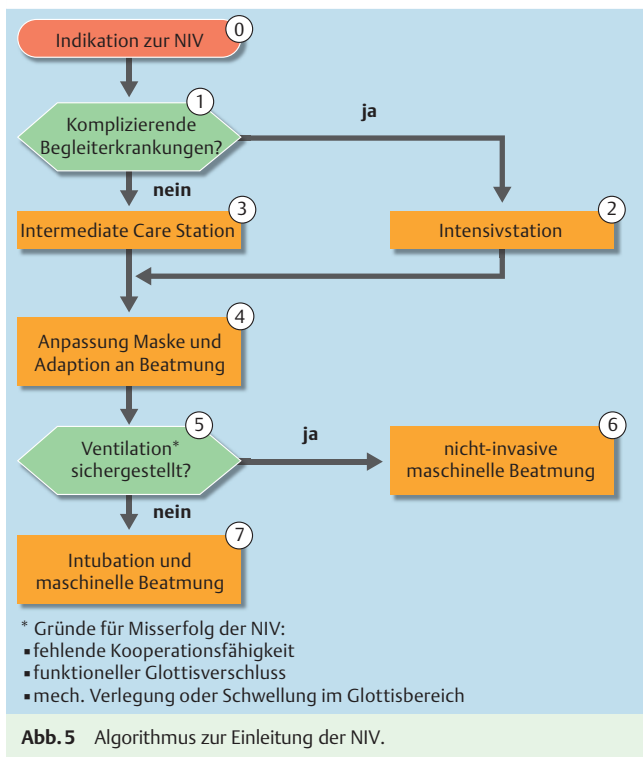 Indikation zur NIV
0
1
Komplizierende
Begleiterkrankungen?
ja
nein
3
Intermediate Care Station
2
Intensivstation
4
Anpassung Maske und
Adaption an Beatmung
5
Ventilation*
sichergestellt?
ja
6
nicht-invasive
maschinelle Beatmung
nein
7
Intubation und
maschinelle Beatmung
* Gründe für Misserfolg der NIV:
▪ fehlende Kooperationsfähigkeit
▪ funktioneller Glottisverschluss
▪ mech. Verlegung oder Schwellung im Glottisbereich
Abb. 5 Algorithmus zur Einleitung der NIV.